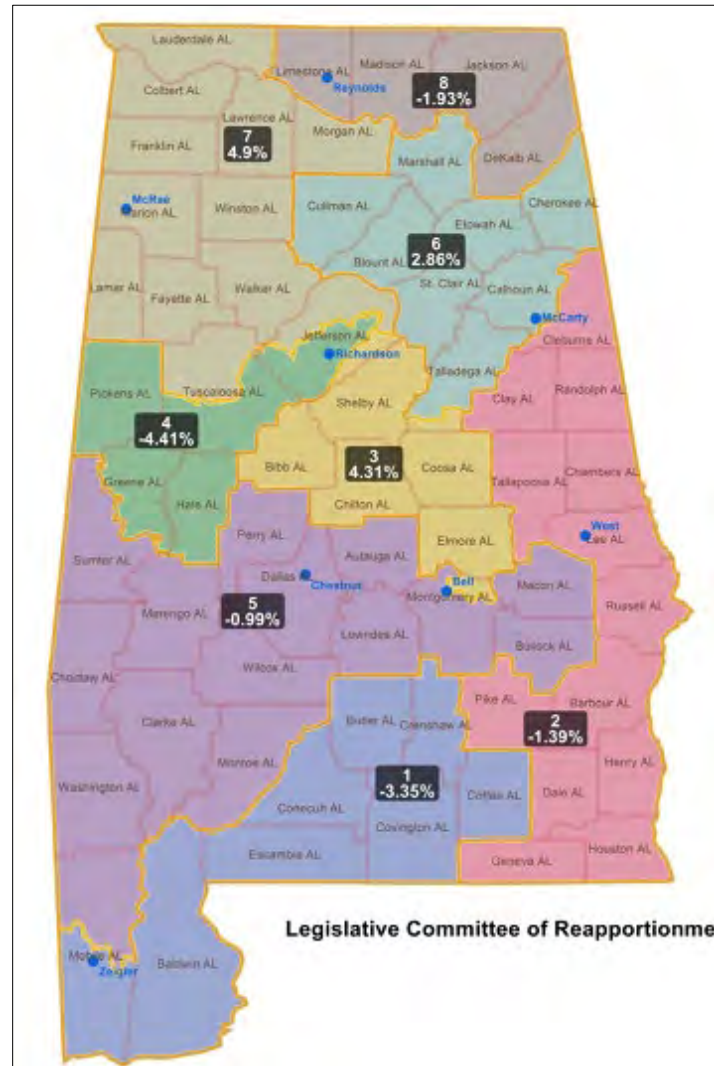 Lauderdale AL
Limestone AL
Madison AL
Jackson AL
Reynolds
Colbert AL
8
-1.93%
Lawrence AL
Morgan AL
7
4.9%
Franklin AL
Marshall AL
DeKalb AL
McRae
Marion AL
Winston AL
Cullman AL
Etowah AL
Cherokee AL
6
2.86%
Blount AL
St. Clair AL
Calhoun AL
Lamar AL
Fayette AL
Walker AL
McCarty
Jefferson AL
Richardson
Cleburne AL
Talladega AL
Pickens AL
Tuscaloosa AL
Randolph AL
Clay AL
Shelby AL
4
-4.41%
3
4.31%
Bibb AL
Coosa AL
Chambers AL
Tallapoosa AL
Greene AL
Hale AL
Chilton AL
West
Lee AL
Perry AL
Elmore AL
Autauga AL
Sumter AL
Dallas
Chestnut
Bell
Montgomery AL
Macon AL
5
-0.99%
Marengo AL
Russell AL
Lowndes AL
Bullock AL
Choctaw AL
Wilcox AL
Pike AL
Barbour AL
Clarke AL
Butler AL
Crenshaw AL
2
-1.39%
Monroe AL
Henry AL
1
-3.35%
Washington AL
Coffee AL
Dale AL
Conecuh AL
Covington AL
Escambia AL
Geneva AL
Houston AL
Legislative Committee of Reapportionme
Mobile AL
Zeigler
Baldwin AL